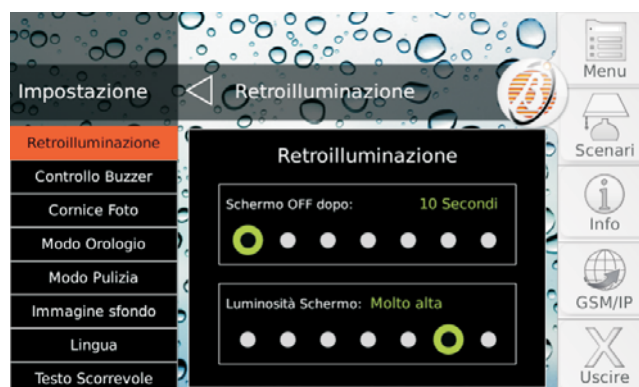 Impostazione
Retroilluminazione
Retroilluminazione
Controllo Buzzer
Cornice Foto
Modo Orologio
Modo Pulizia
Immagine sfondo
Lingua
Testo Scorrevole
Retroilluminazione
Schermo OFF dopo: 10 Secondi
Luminosità Schermo: Molto alta
Menu
Scenari
Info
GSM/IP
Uscire